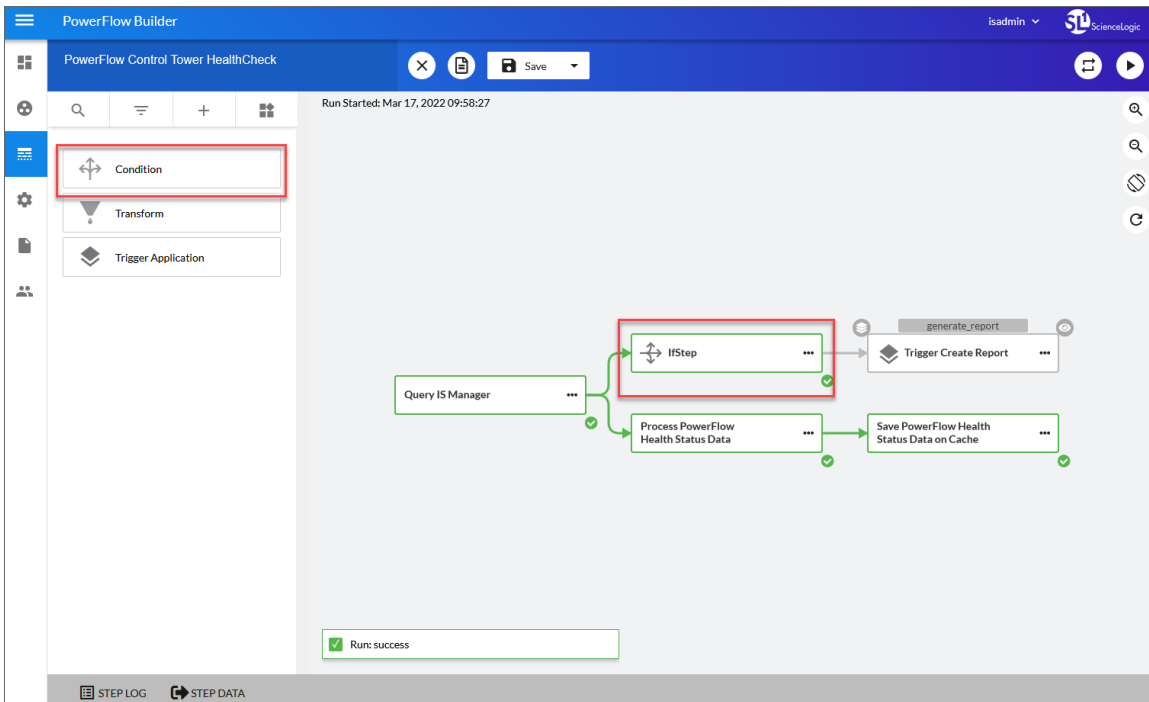 PowerFlow Builder
isadmin
SL1 ScienceLogic
PowerFlow Control Tower HealthCheck
Save
Run Started: Mar 17, 2022 09:58:27
Condition
Transform
Trigger Application
generate_report
IfStep
Trigger Create Report
Query IS Manager
Process PowerFlow
Health Status Data
Save PowerFlow Health
Status Data on Cache
Run: success
STEP LOG
STEP DATA